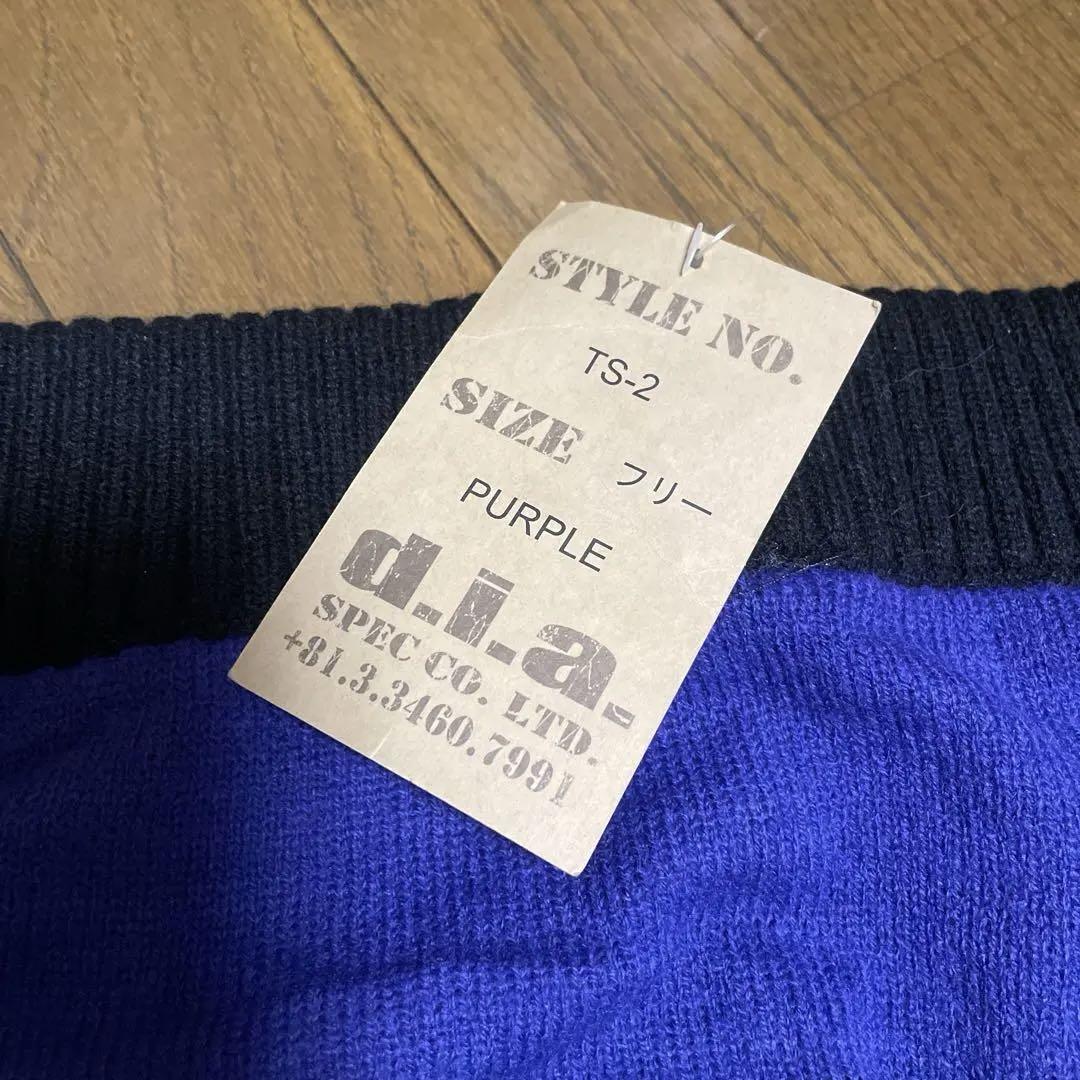 STYLE NO.
TS-2
SIZE フリー
PURPLE
d.i.a.
SPEC CO. LTD.
+81.3.3460.7991